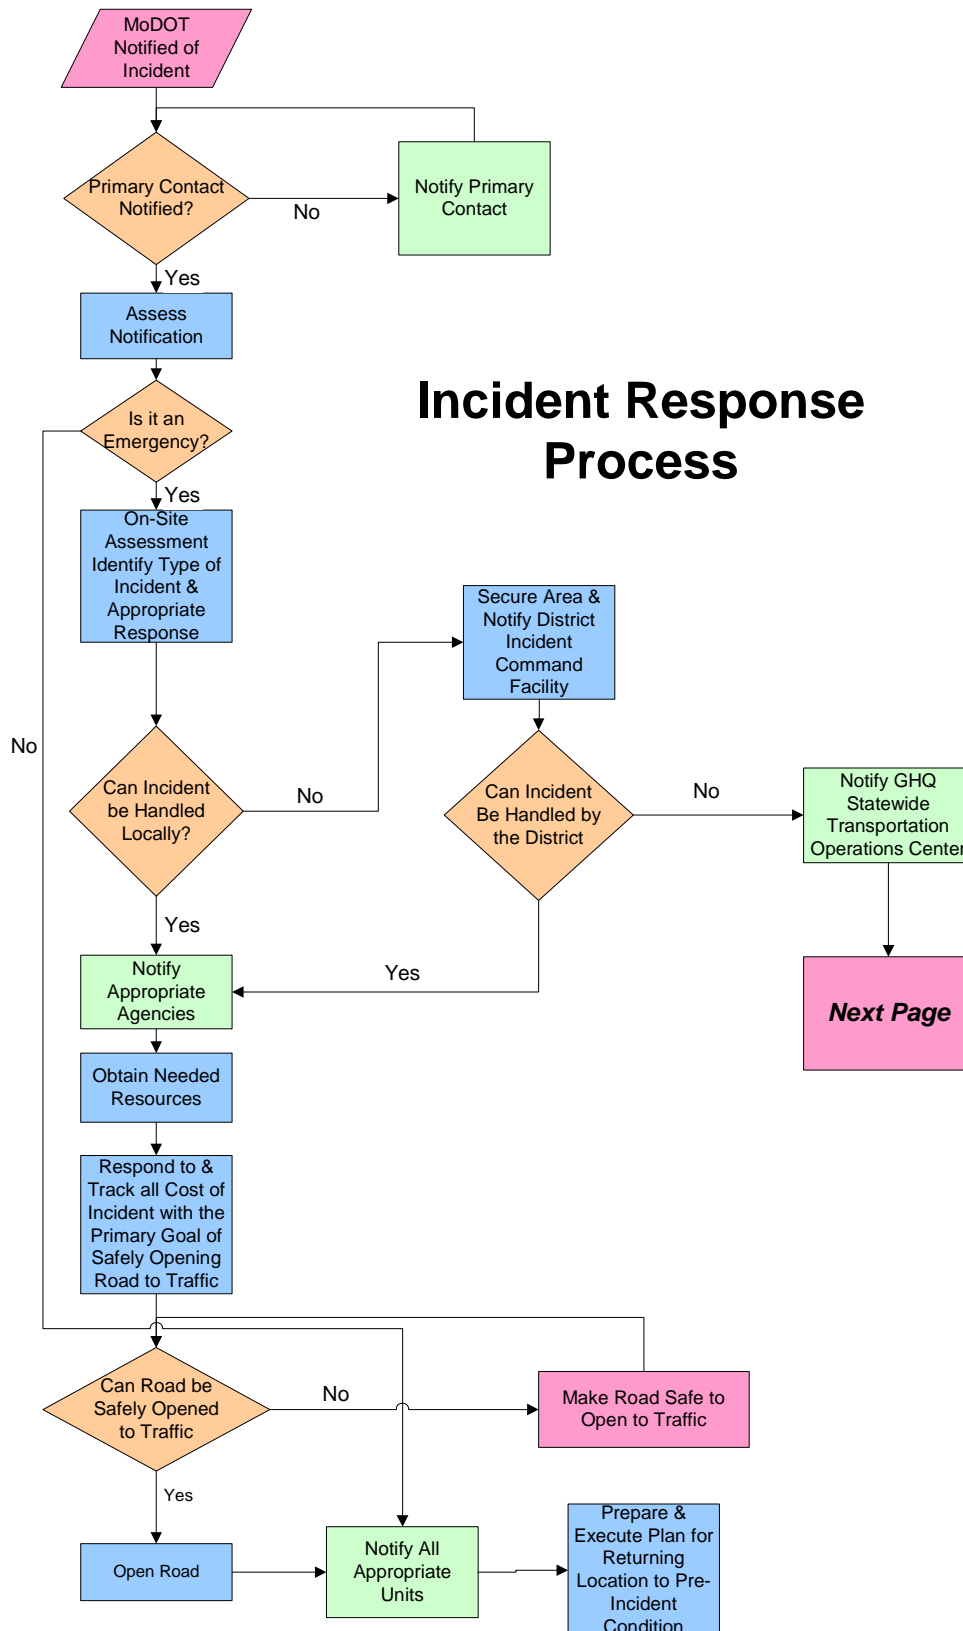 MoDOT
Notified of
Incident
Primary Contact
Notified?
No
Notify Primary
Contact
Yes
Assess
Notification
Incident Response
Process
Is it an
Emergency?
Yes
On-Site
Assessment
Identify Type of
Incident &
Appropriate
Response
Secure Area &
Notify District
Incident
Command
Facility
No
Can Incident
be Handled
Locally?
No
Can Incident
Be Handled by
the District
No
Notify GHQ
Statewide
Transportation
Operations Center
Yes
Yes
Notify
Appropriate
Agencies
Next Page
Obtain Needed
Resources
Respond to &
Track all Cost of
Incident with the
Primary Goal of
Safely Opening
Road to Traffic
Can Road be
Safely Opened
to Traffic
No
Make Road Safe to
Open to Traffic
Yes
Open Road
Notify All
Appropriate
Units
Prepare &
Execute Plan for
Returning
Location to Pre-
Incident
Condition